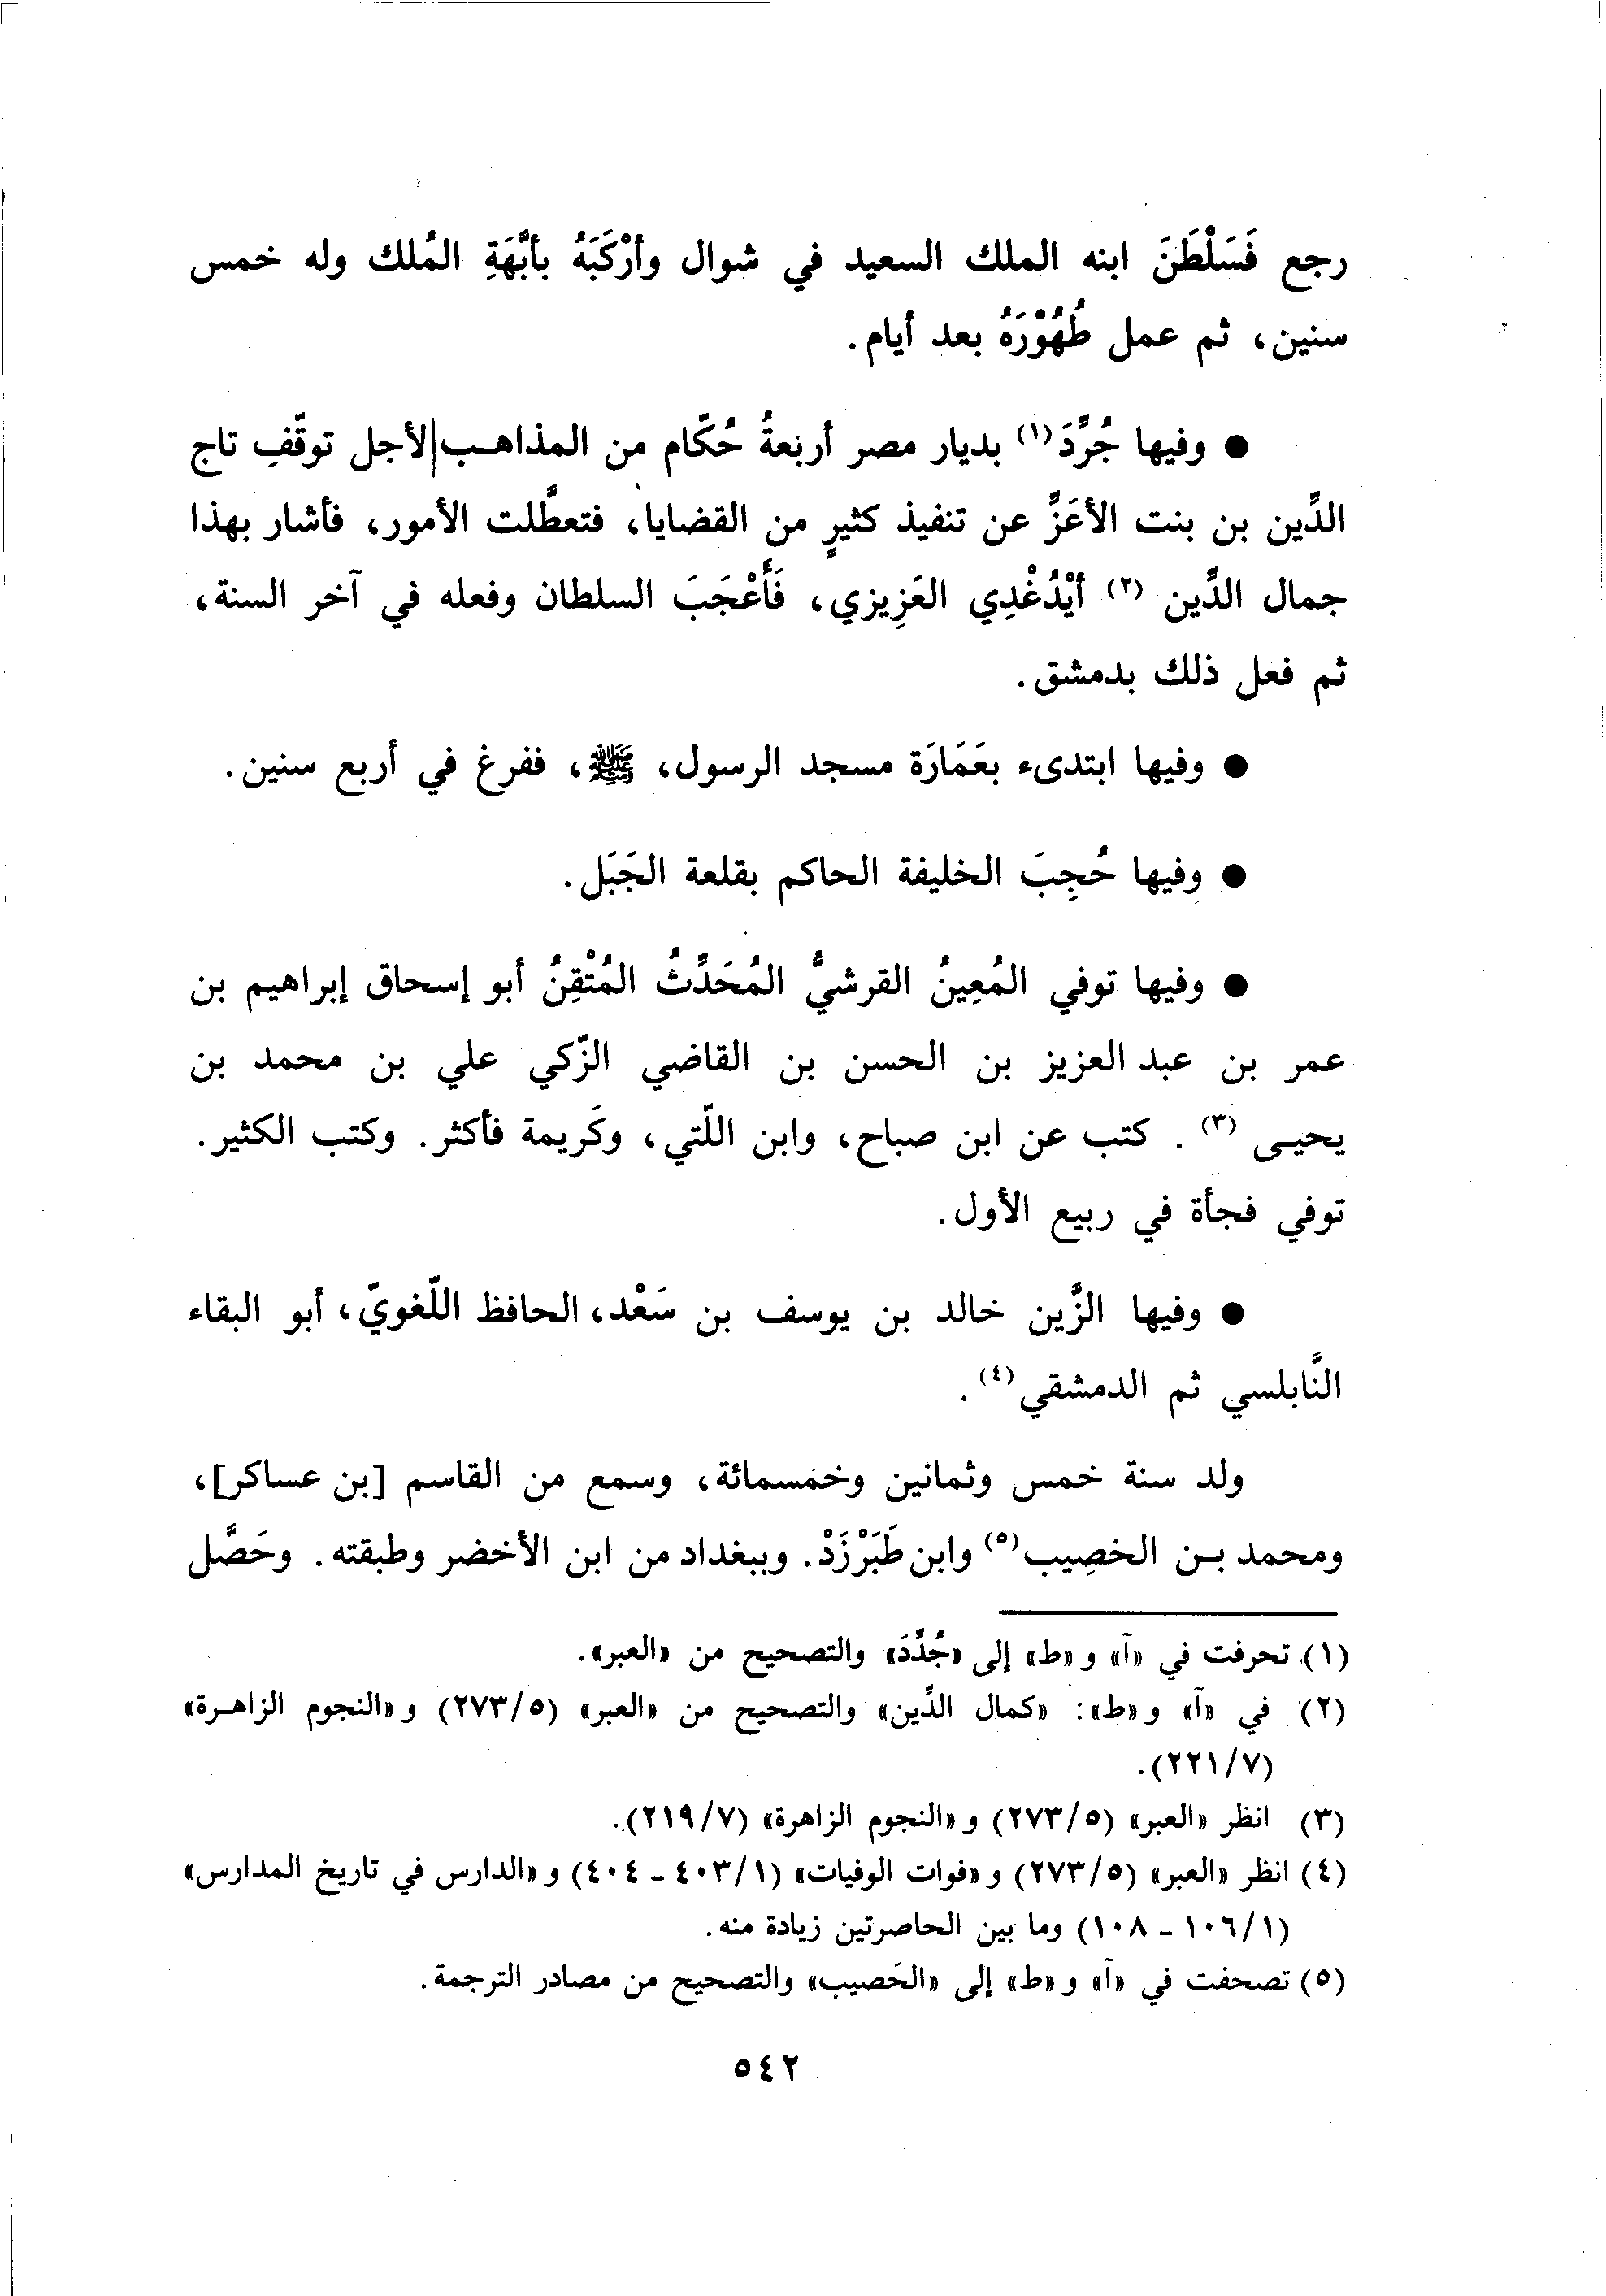 رجع فَسَلْطَنَ ابنه الملك السعيد في شوال وأرْكَبَهُ بأبَّهَةِ المُلك وله خمس
سنين، ثم عمل طُهُوْرَهُ بعد أيام.
● وفيها جُرِّدَ(١) بديار مصر أربعةُ حُكّام من المذاهب لأجل توقّفِ تاج
الدِّين بن بنت الأعَزِّ عن تنفيذ كثيرٍ من القضايا، فتعطَّلت الأمور، فأشار بهذا
جمال الدِّين (٢) أيْدُغْدِي العَزِيزي، فَأَعْجَبَ السلطان وفعله في آخر السنة،
ثم فعل ذلك بدمشق.
● وفيها ابتدىء بعَمَارَة مسجد الرسول، ﷺ، ففرغ في أربع سنين.
● وفيها حُجِبَ الخليفة الحاكم بقلعة الجَبَل.
● وفيها توفي المُعِينُ القرشيُّ المُحَدِّثُ المُتْقِنُ أبو إسحاق إبراهيم بن
عمر بن عبد العزيز بن الحسن بن القاضي الزّكي علي بن محمد بن
يحيى (٣). كتب عن ابن صباح، وابن اللّتي، وكَريمة فأكثر. وكتب الكثير.
توفي فجأة في ربيع الأول.
● وفيها الزَّين خالد بن يوسف بن سَعْد، الحافظ اللّغويّ، أبو البقاء
النَّابلسي ثم الدمشقي(٤).
ولد سنة خمس وثمانين وخمسمائة، وسمع من القاسم [بن عساكر]،
ومحمد بن الخصِيب(٥) وابن طَبَرْزَدْ. وببغداد من ابن الأخضر وطبقته. وحَصَّل
(١) تحرفت في «آ» و «ط» إلى «جُدِّدَ» والتصحيح من «العبر».
(٢) في «آ» و «ط»: «كمال الدِّين» والتصحيح من «العبر» (٢٧٣/٥) و «النجوم الزاهرة»
(٢٢١/٧).
(٣) انظر «العبر» (٢٧٣/٥) و «النجوم الزاهرة» (٢١٩/٧).
(٤) انظر «العبر» (٢٧٣/٥) و «فوات الوفيات» (٤٠٣/١ - ٤٠٤) و «الدارس في تاريخ المدارس»
(١٠٦/١ - ١٠٨) وما بين الحاصرتين زيادة منه.
(٥) تصحفت في «آ» و «ط» إلى «الحَصيب» والتصحيح من مصادر الترجمة.
٥٤٢